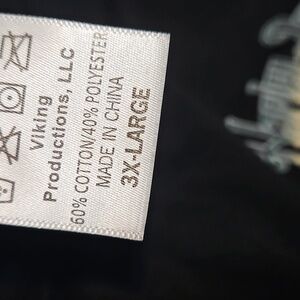 Viking
Productions, LLC
60% COTTON/40% POLYESTER
MADE IN CHINA
3X-LARGE